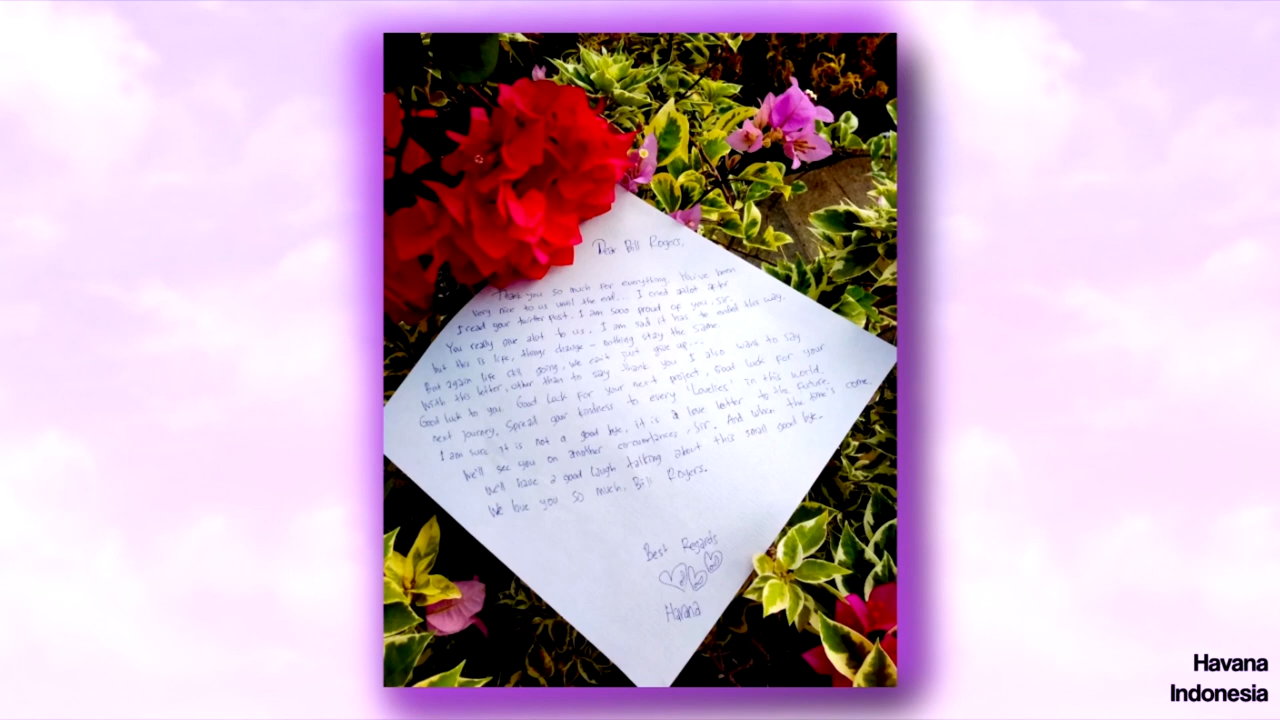 Dear Bill Rogers,
Thank you so much for everything. You've been
very nice to us until the end... I cried alot after
I read your twitter post. I am sooo proud of you, sir.
You really give alot to us. I am sad it has to ended this way.
but this is life, things change - nothing stay the same.
But again life still going, we can't just give up...
With this letter, other than to say thank you I also want to say
Good luck to you. Good Luck for your next project, Good luck for your
next journey. Spread your kindness to every 'Lovelies' in this world.
I am sure it is not a good bye, it is a love letter to the future.
We'll see you on another circumtances, Sir. And when the time's come,
We'll have a good laugh talking about this small good bye.
We love you so much, Bill Rogers.
Best Regards
Havana
Havana
Indonesia